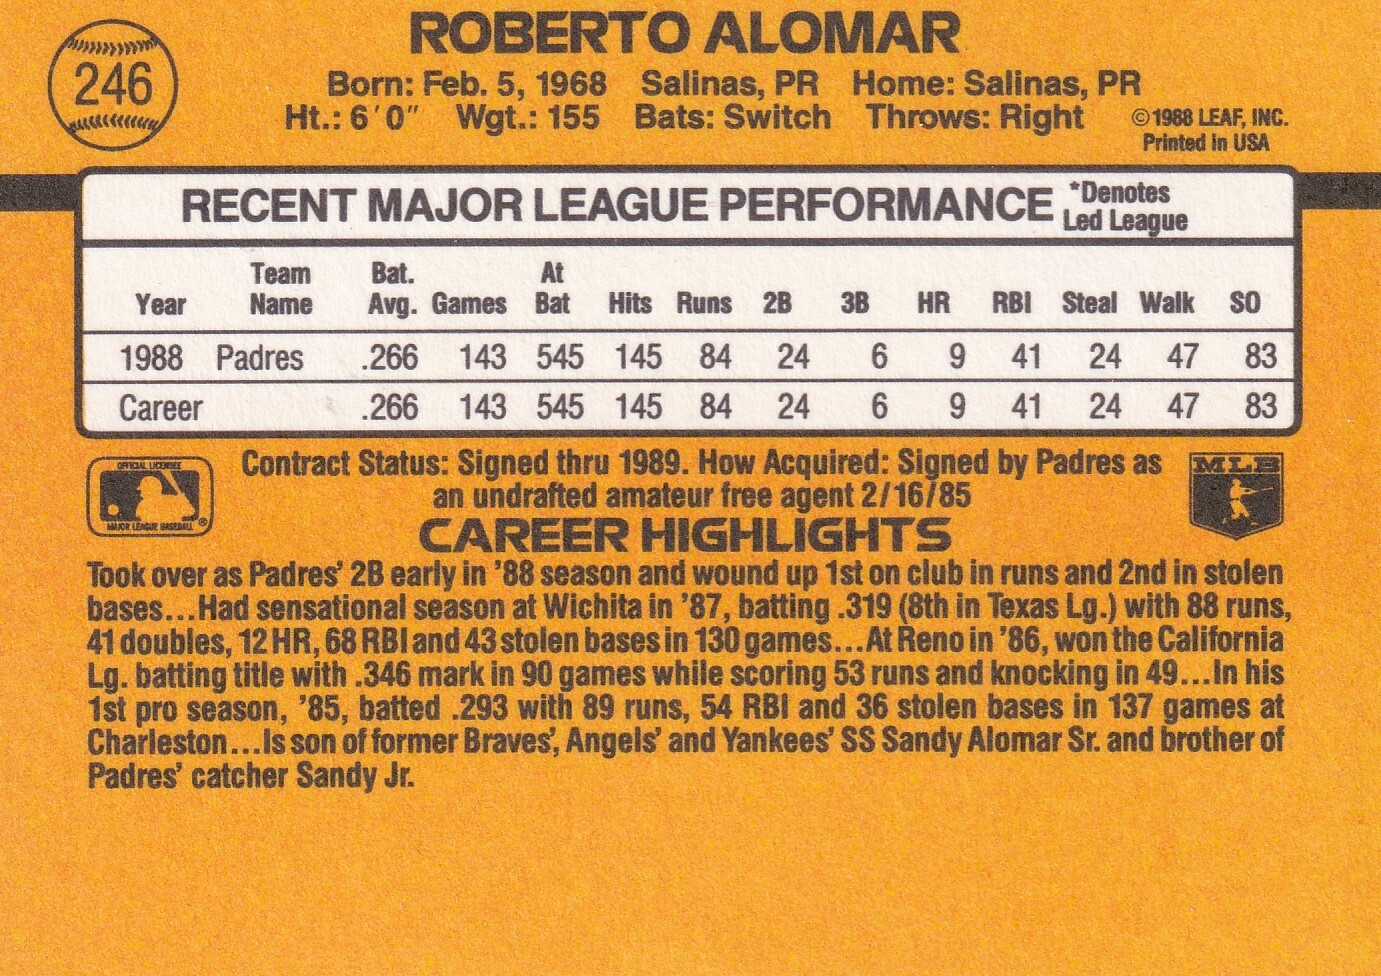 246
ROBERTO ALOMAR
Born: Feb. 5, 1968 Salinas, PR Home: Salinas, PR
Ht.: 6'0" Wgt.: 155 Bats: Switch Throws: Right
©1988 LEAF, INC.
Printed in USA
RECENT MAJOR LEAGUE PERFORMANCE *Denotes
Led League
Year Team Name Bat. Avg. Games At Bat Hits Runs 2B 3B HR RBI Steal Walk SO
1988 Padres .266 143 545 145 84 24 6 9 41 24 47 83
Career .266 143 545 145 84 24 6 9 41 24 47 83
OFFICIAL LICENSEE
MAJOR LEAGUE BASEBALL ®
Contract Status: Signed thru 1989. How Acquired: Signed by Padres as
an undrafted amateur free agent 2/16/85
MLB
CAREER HIGHLIGHTS
Took over as Padres' 2B early in '88 season and wound up 1st on club in runs and 2nd in stolen
bases...Had sensational season at Wichita in '87, batting .319 (8th in Texas Lg.) with 88 runs,
41 doubles, 12 HR, 68 RBI and 43 stolen bases in 130 games...At Reno in '86, won the California
Lg. batting title with .346 mark in 90 games while scoring 53 runs and knocking in 49...In his
1st pro season, '85, batted .293 with 89 runs, 54 RBI and 36 stolen bases in 137 games at
Charleston...Is son of former Braves', Angels' and Yankees' SS Sandy Alomar Sr. and brother of
Padres' catcher Sandy Jr.